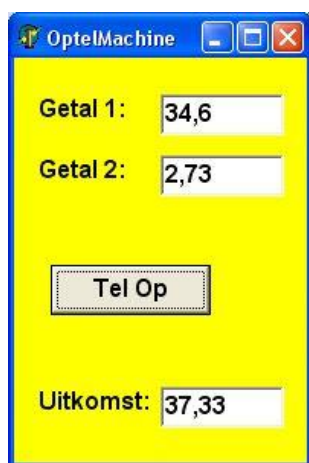 OptelMachine
Getal 1: 34,6
Getal 2: 2,73
Tel Op
Uitkomst: 37,33